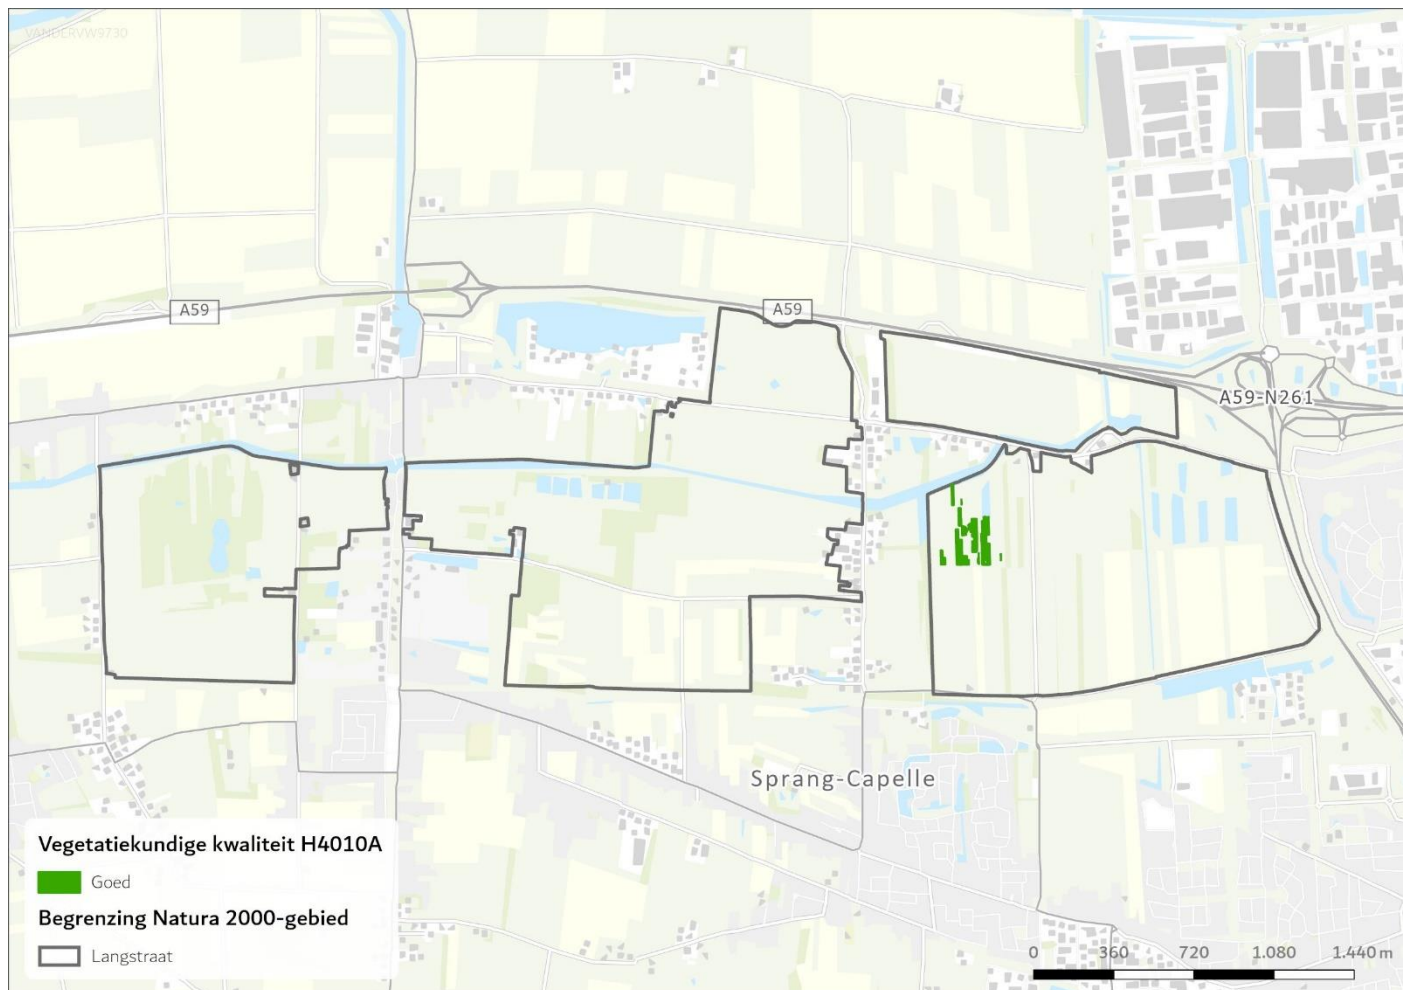 VANDERVW9730
A59
A59
A59-N261
Sprang-Capelle
Vegetatiekundige kwaliteit H4010A
Goed
Begrenzing Natura 2000-gebied
Langstraat
0 360 720 1.080 1.440 m